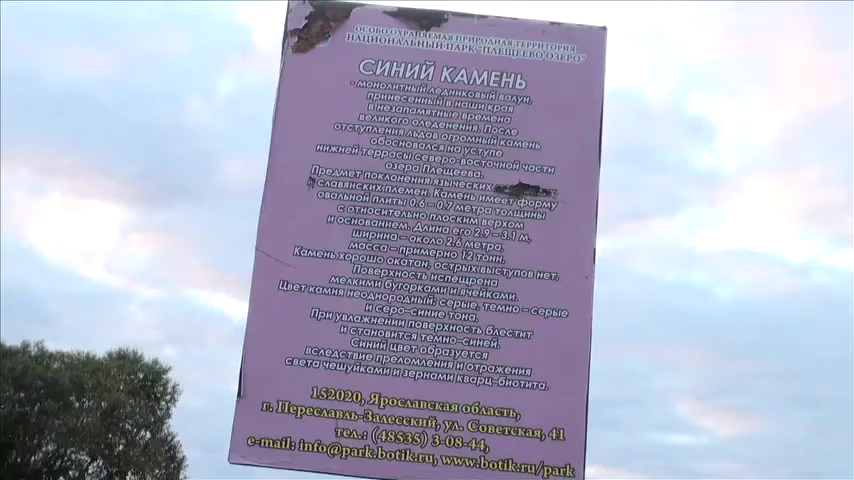 ОСОБО ОХРАНЯЕМАЯ ПРИРОДНАЯ ТЕРРИТОРИЯ
НАЦИОНАЛЬНЫЙ ПАРК "ПЛЕЩЕЕВО ОЗЕРО"
СИНИЙ КАМЕНЬ
- монолитный ледниковый валун,
принесенный в наши края
в незапамятные времена
великого оледенения. После
отступления льдов огромный камень
обосновался на уступе
нижней террасы северо-восточной части
озера Плещеева.
Предмет поклонения языческих
славянских племен. Камень имеет форму
овальной плиты 0.6 – 0.7 метра толщины
с относительно плоским верхом
и основанием. Длина его 2.9 – 3.1 м,
ширина – около 2.6 метра,
масса – примерно 12 тонн.
Камень хорошо окатан, острых выступов нет.
Поверхность испещрена
мелкими бугорками и ячейками.
Цвет камня неоднородный: серые, темно – серые
и серо–синие тона.
При увлажнении поверхность блестит
и становится темно–синей.
Синий цвет образуется
вследствие преломления и отражения
света чешуйками и зернами кварц–биотита.
152020, Ярославская область,
г. Переславль-Залесский, ул. Советская, 41
тел.: (48535) 3-08-44,
e-mail: info@park.botik.ru, www.botik.ru/park